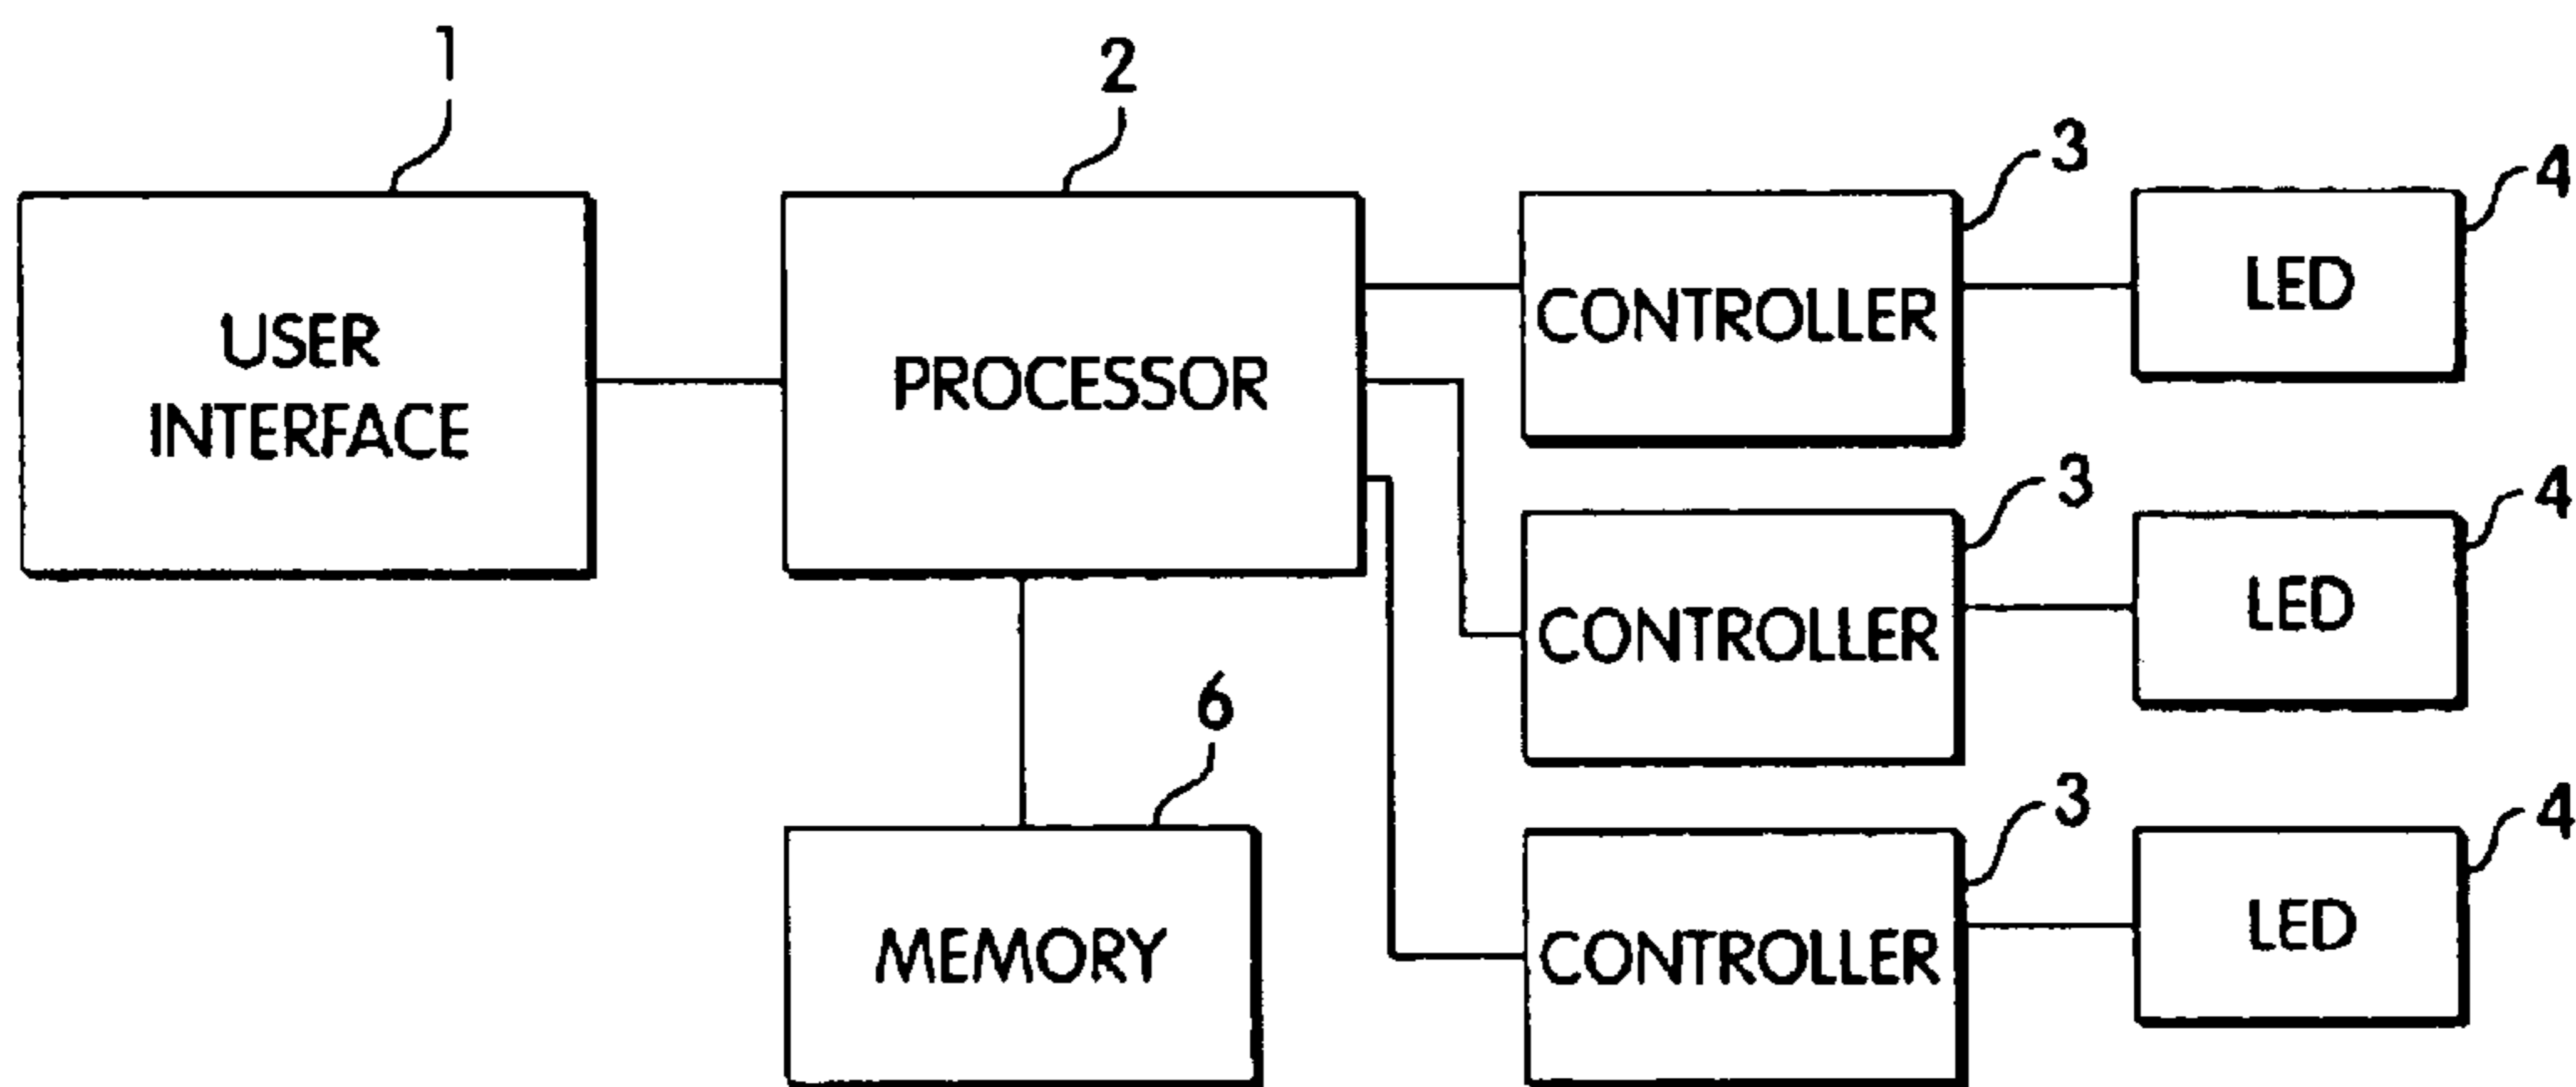 1
2
3
4
USER
INTERFACE
PROCESSOR
CONTROLLER
LED
3
4
CONTROLLER
LED
6
3
4
MEMORY
CONTROLLER
LED